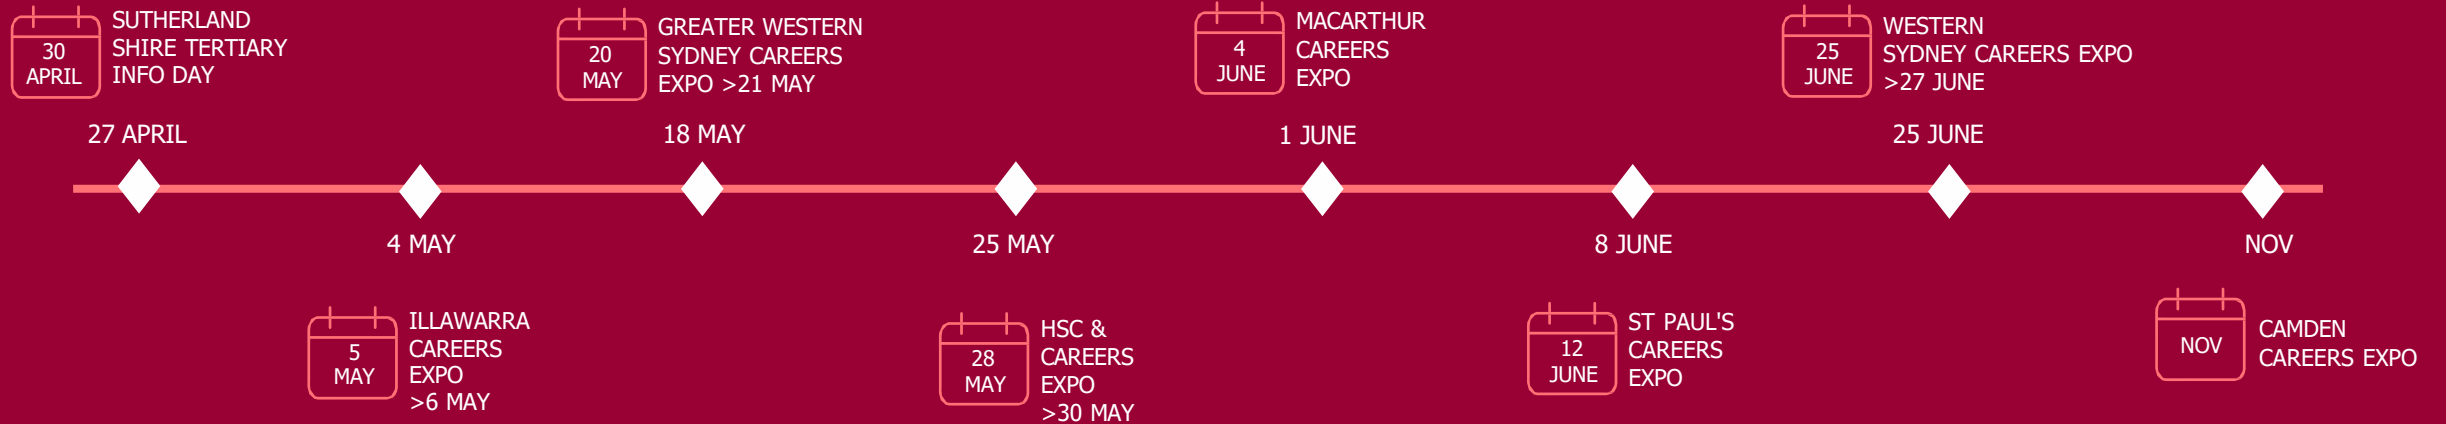 30
APRIL
SUTHERLAND
SHIRE TERTIARY
INFO DAY
20
MAY
GREATER WESTERN
SYDNEY CAREERS
EXPO >21 MAY
4
JUNE
MACARTHUR
CAREERS
EXPO
25
JUNE
WESTERN
SYDNEY CAREERS EXPO
>27 JUNE
27 APRIL
18 MAY
1 JUNE
25 JUNE
4 MAY
25 MAY
8 JUNE
NOV
5
MAY
ILLAWARRA
CAREERS
EXPO
>6 MAY
28
MAY
HSC &
CAREERS
EXPO
>30 MAY
12
JUNE
ST PAUL'S
CAREERS
EXPO
NOV
CAMDEN
CAREERS EXPO